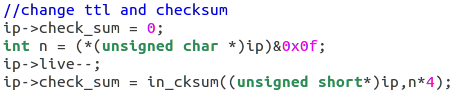 //change ttl and checksum
ip->check_sum = 0;
int n = (*(unsigned char *)ip)&0x0f;
ip->live--;
ip->check_sum = in_cksum((unsigned short*)ip,n*4);